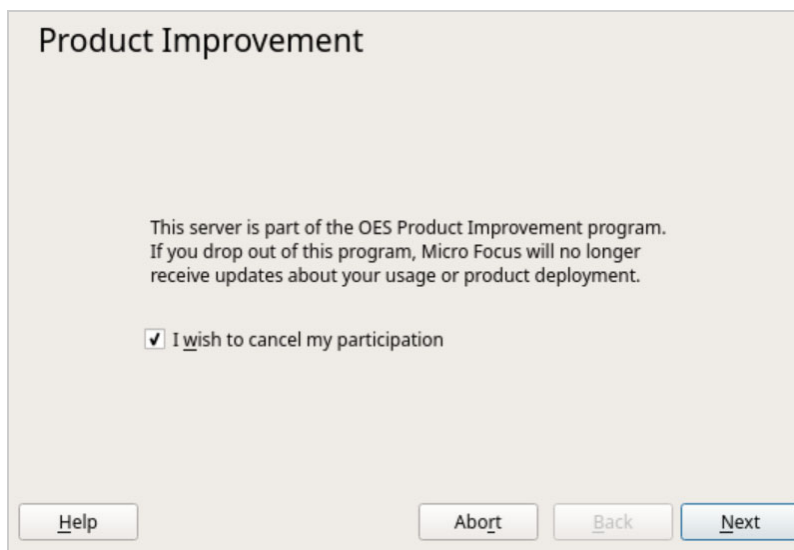 Product Improvement
This server is part of the OES Product Improvement program.
If you drop out of this program, Micro Focus will no longer
receive updates about your usage or product deployment.
I wish to cancel my participation
Help
Abort
Back
Next